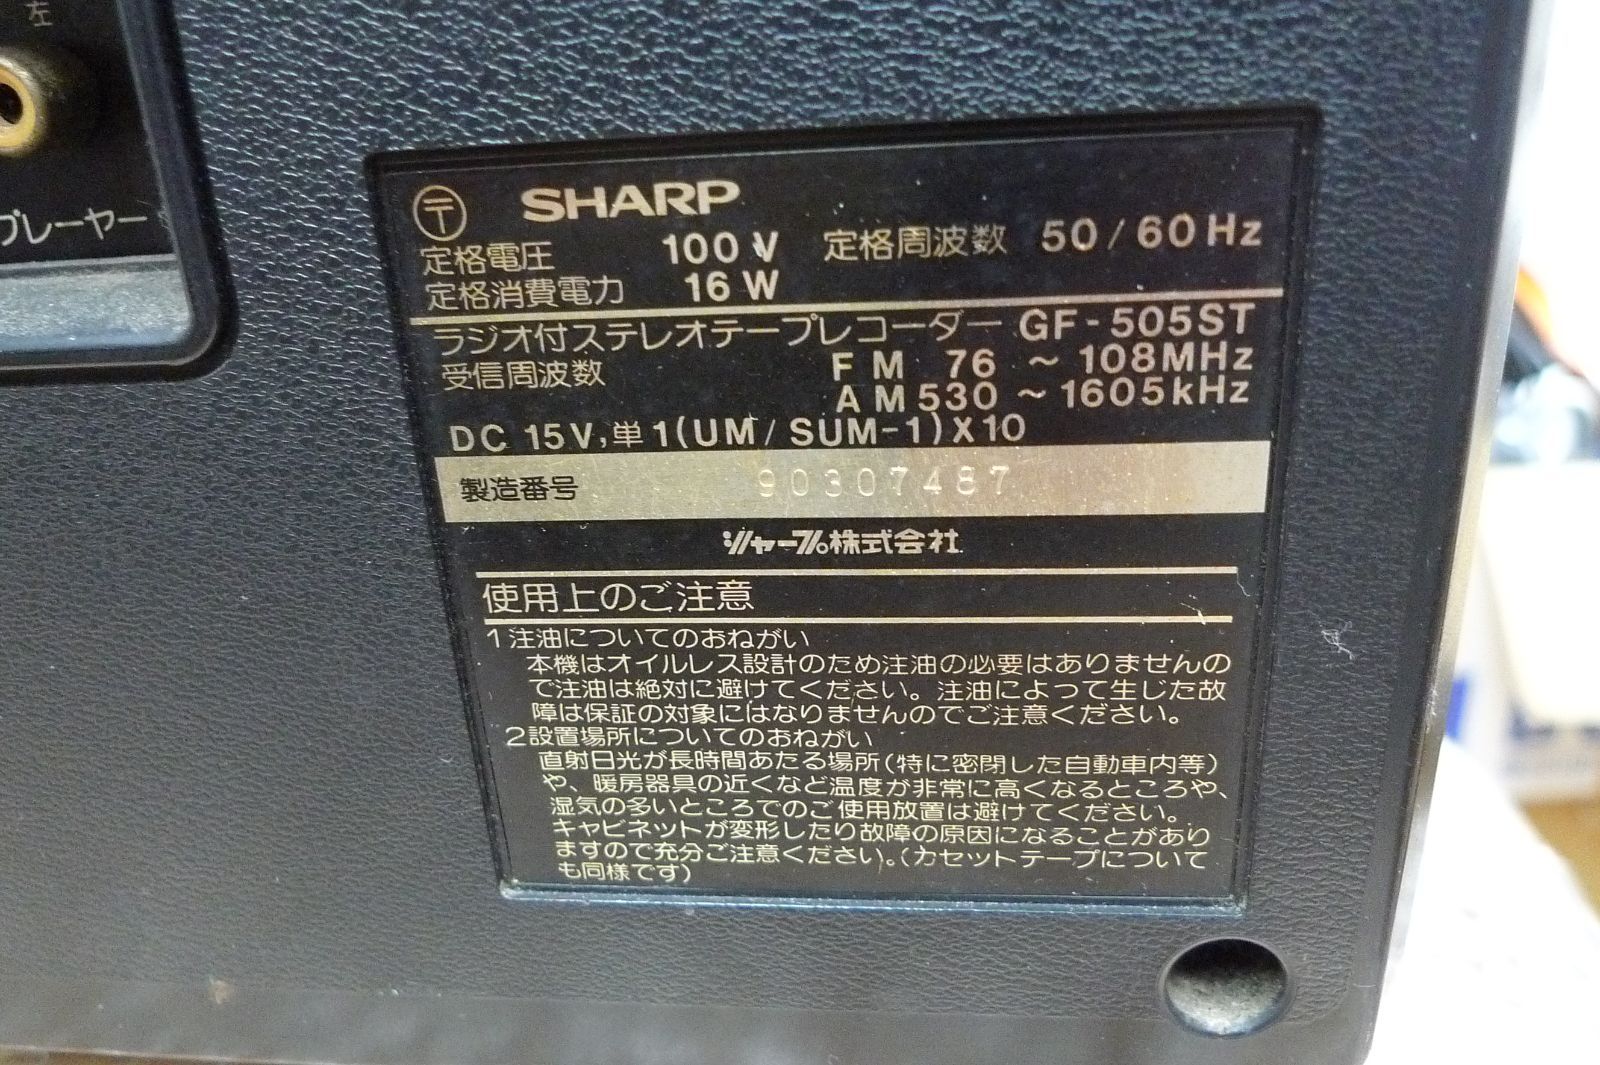 左
プレーヤー
〒 SHARP
定格電圧 100V 定格周波数 50/60Hz
定格消費電力 16W
ラジオ付ステレオテープレコーダー GF-505ST
受信周波数 FM 76 ~ 108MHz
AM 530 ~ 1605kHz
DC 15V,単1(UM/SUM-1)X10
製造番号 90307487
シャープ株式会社
使用上のご注意
1注油についてのおねがい
本機はオイルレス設計のため注油の必要はありませんの
で注油は絶対に避けてください。注油によって生じた故
障は保証の対象にはなりませんのでご注意ください。
2設置場所についてのおねがい
直射日光が長時間あたる場所(特に密閉した自動車内等)
や、暖房器具の近くなど温度が非常に高くなるところや、
湿気の多いところでのご使用放置は避けてください。
キャビネットが変形したり故障の原因になることがあり
ますので充分ご注意ください。(カセットテープについて
も同様です)